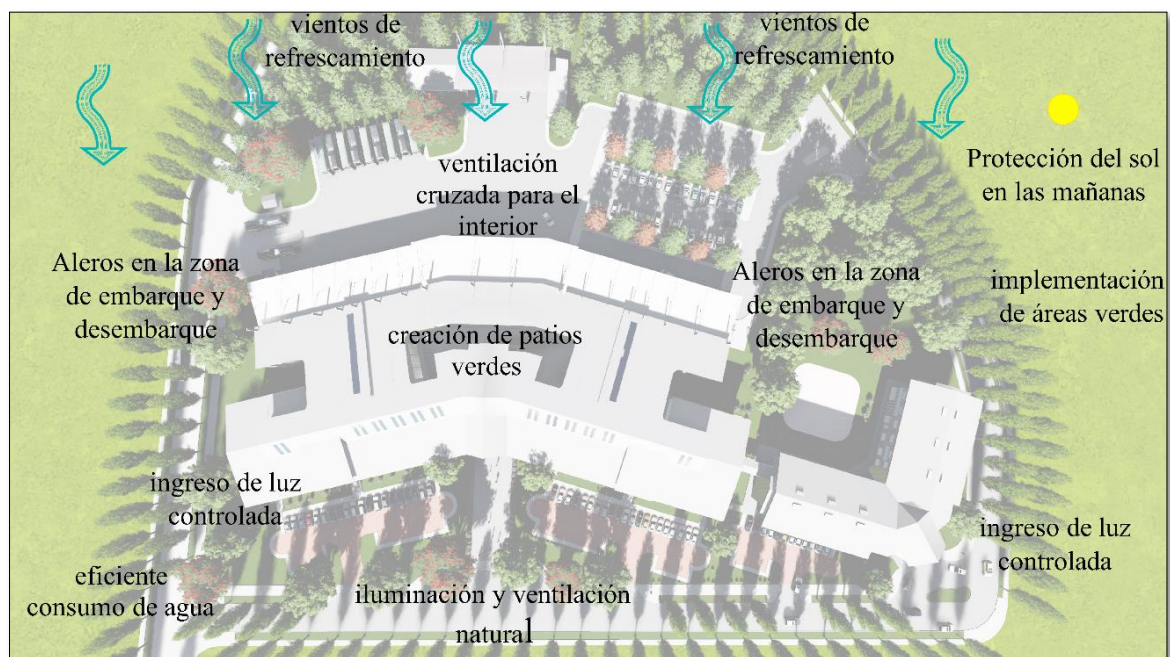 vientos de
refrescamiento
vientos de
refrescamiento
ventilación
cruzada para el
interior
Protección del sol
en las mañanas
Aleros en la zona
de embarque y
desembarque
Aleros en la zona
de embarque y
desembarque
implementación
de áreas verdes
creación de patios
verdes
ingreso de luz
controlada
ingreso de luz
controlada
eficiente
consumo de agua
iluminación y ventilación
natural